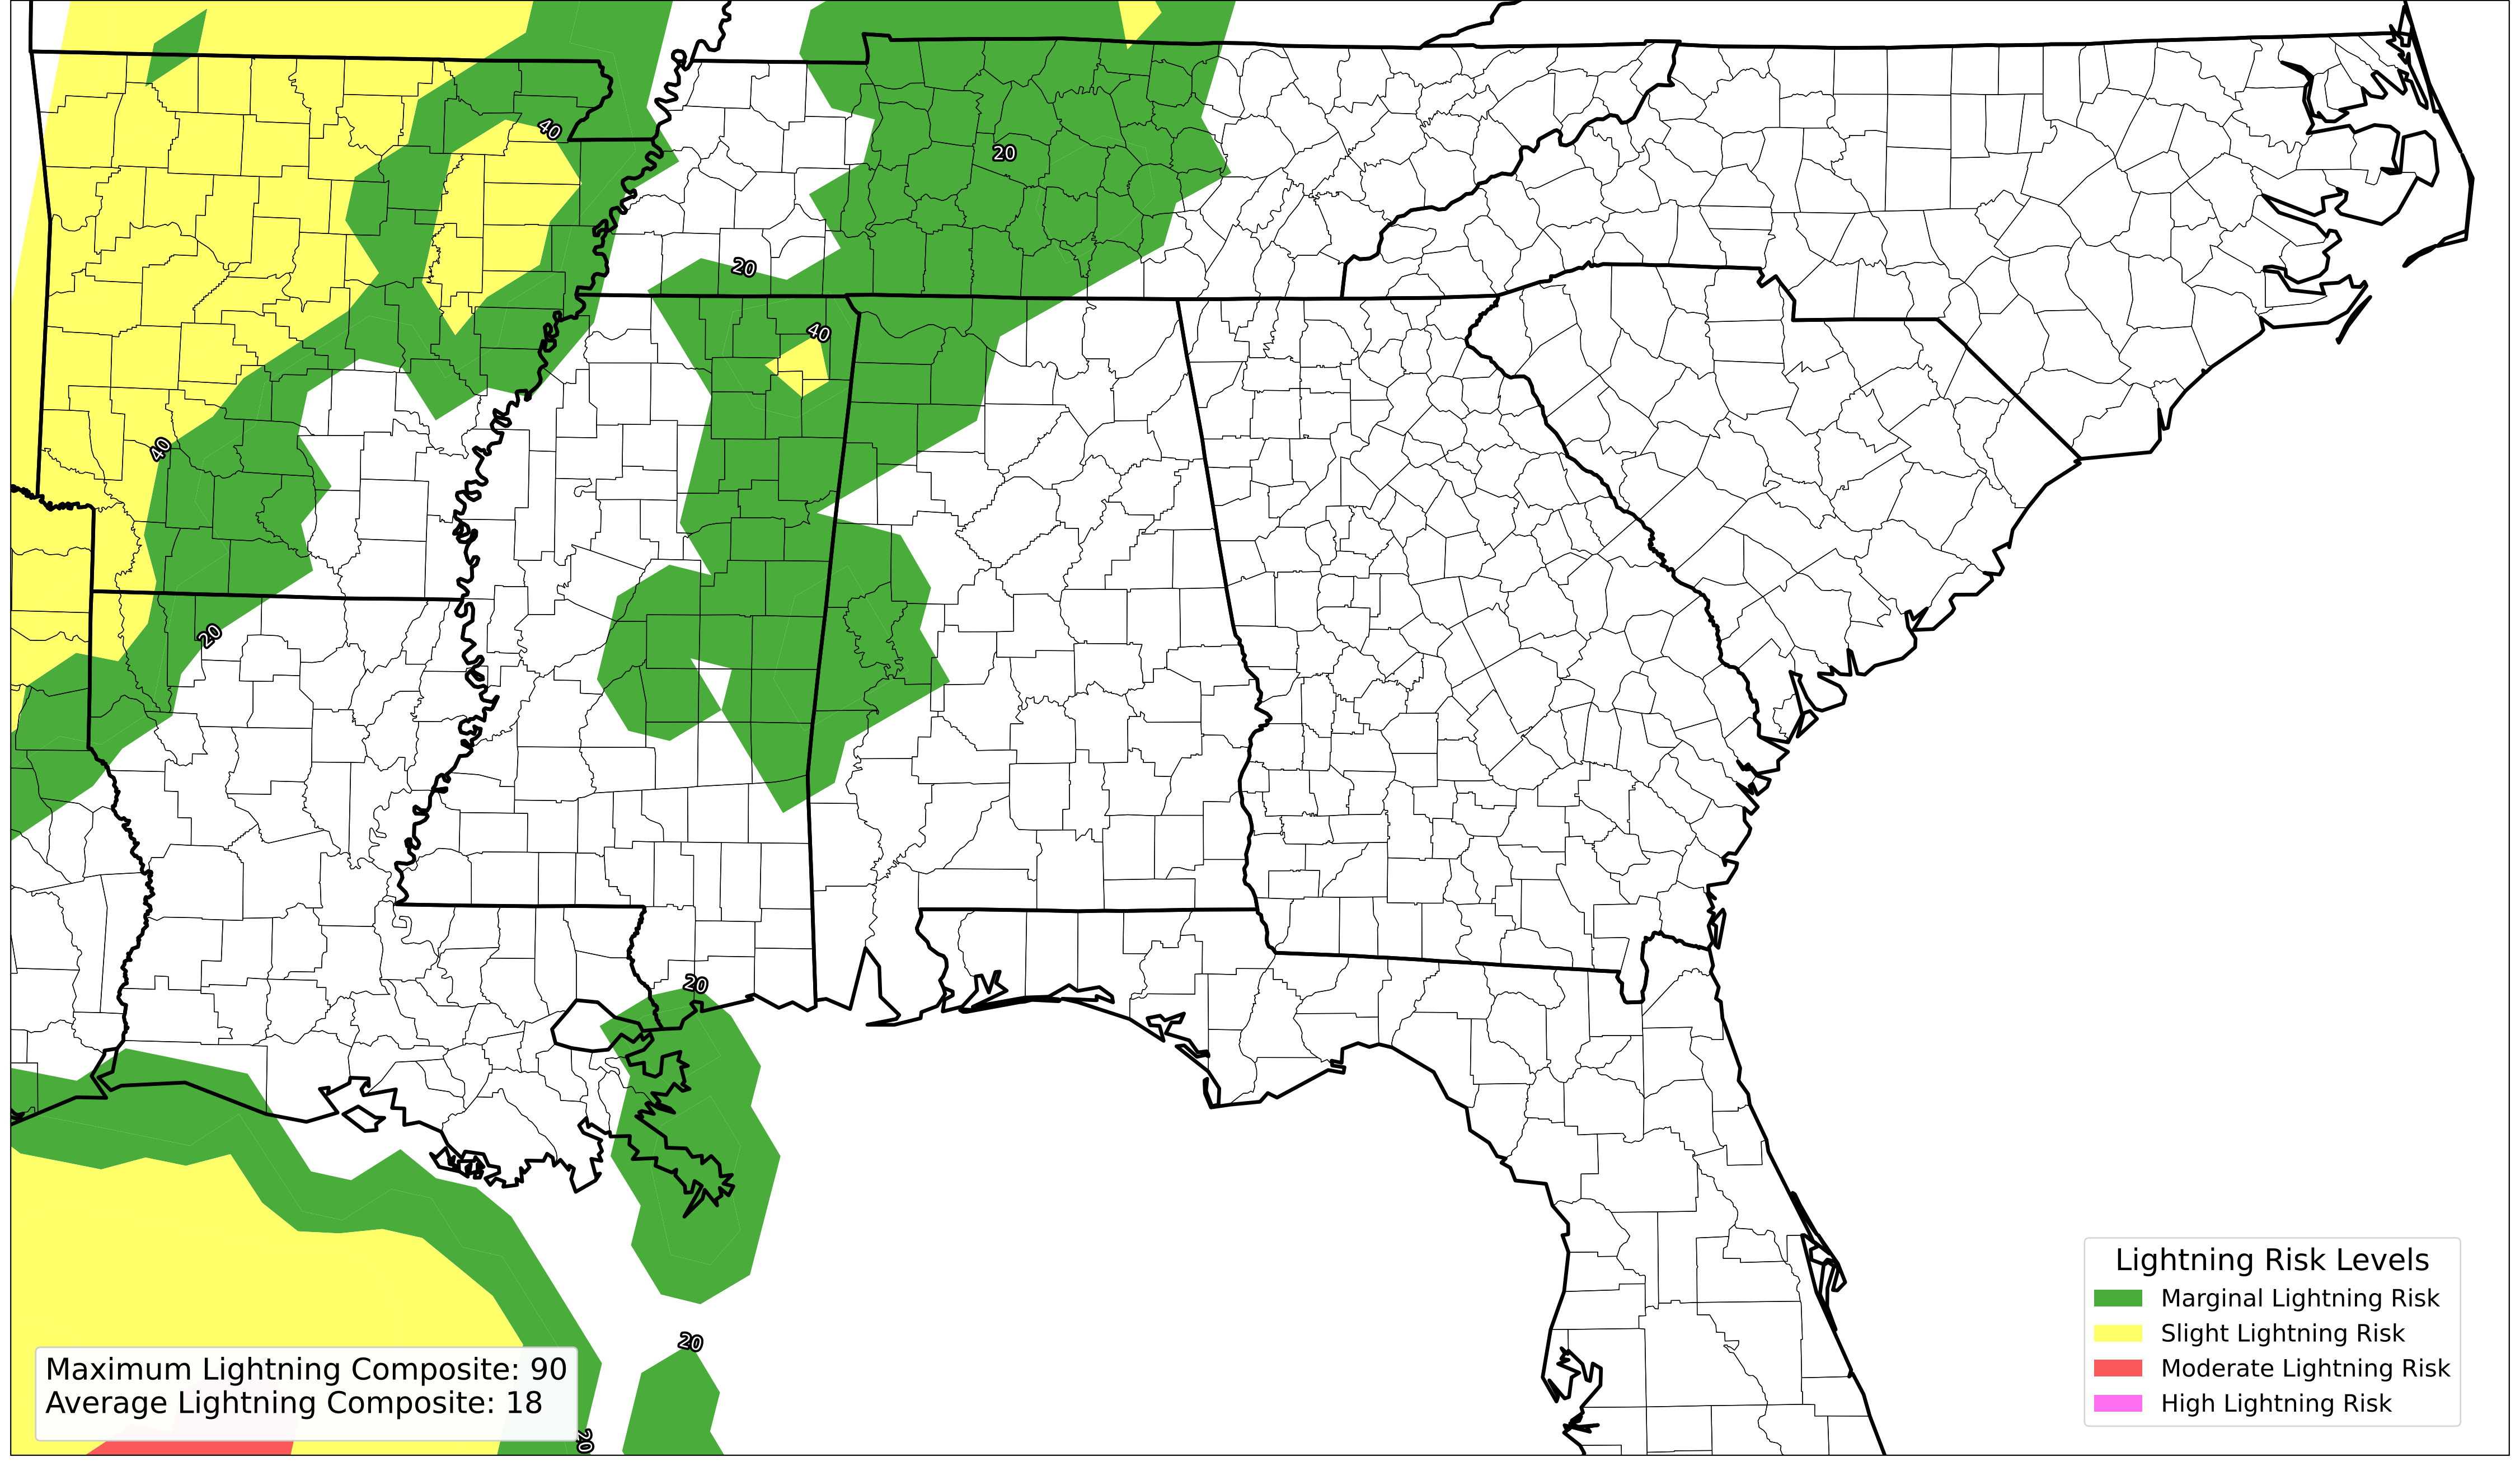 40
20
20
40
40
20
20
20
20
Lightning Risk Levels
Marginal Lightning Risk
Slight Lightning Risk
Moderate Lightning Risk
High Lightning Risk
Maximum Lightning Composite: 90
Average Lightning Composite: 18